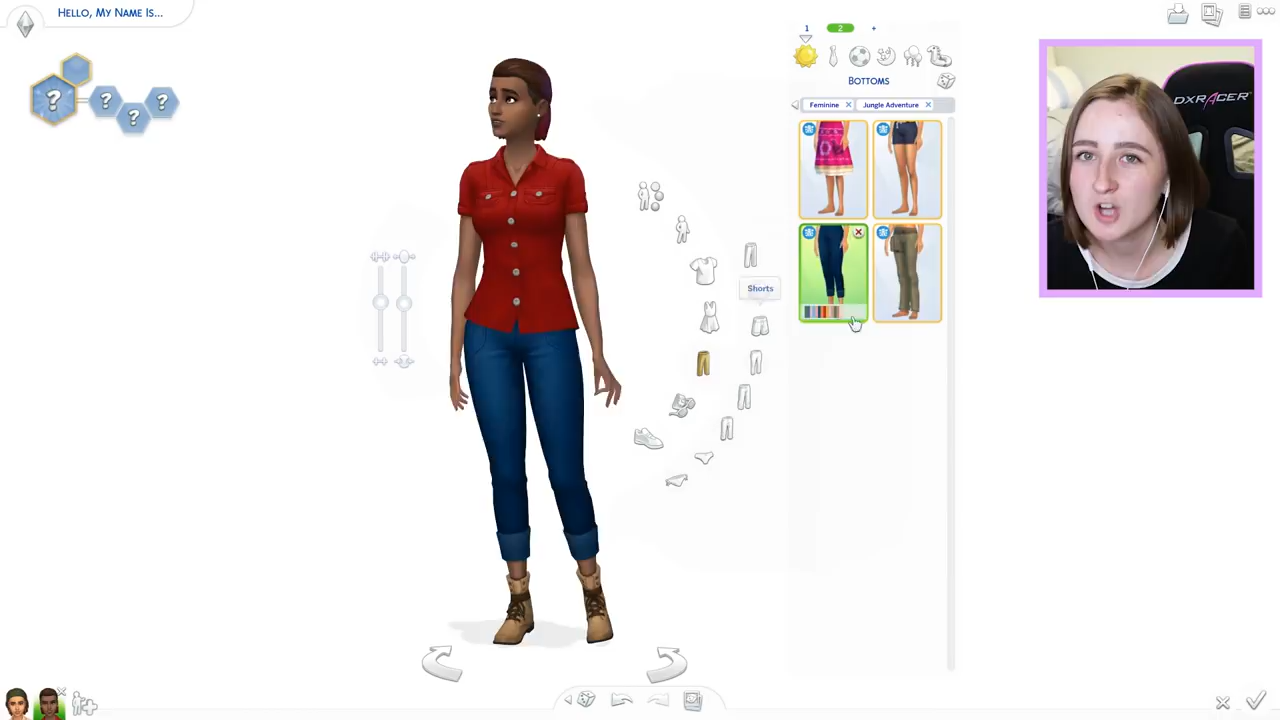 Hello, My Name Is...
1
2
+
Bottoms
Feminine
Jungle Adventure
Shorts
DXRACER
?
?
?
?